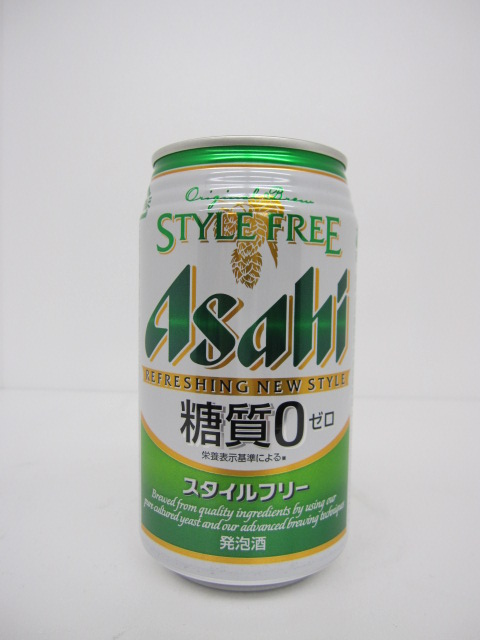 Original Brew
STYLE FREE
Asahi
REFRESHING NEW STYLE
糖質0 ゼロ
栄養表示基準による※
スタイルフリー
Brewed from quality ingredients by using our
pure cultured yeast and our advanced brewing techniques
発泡酒